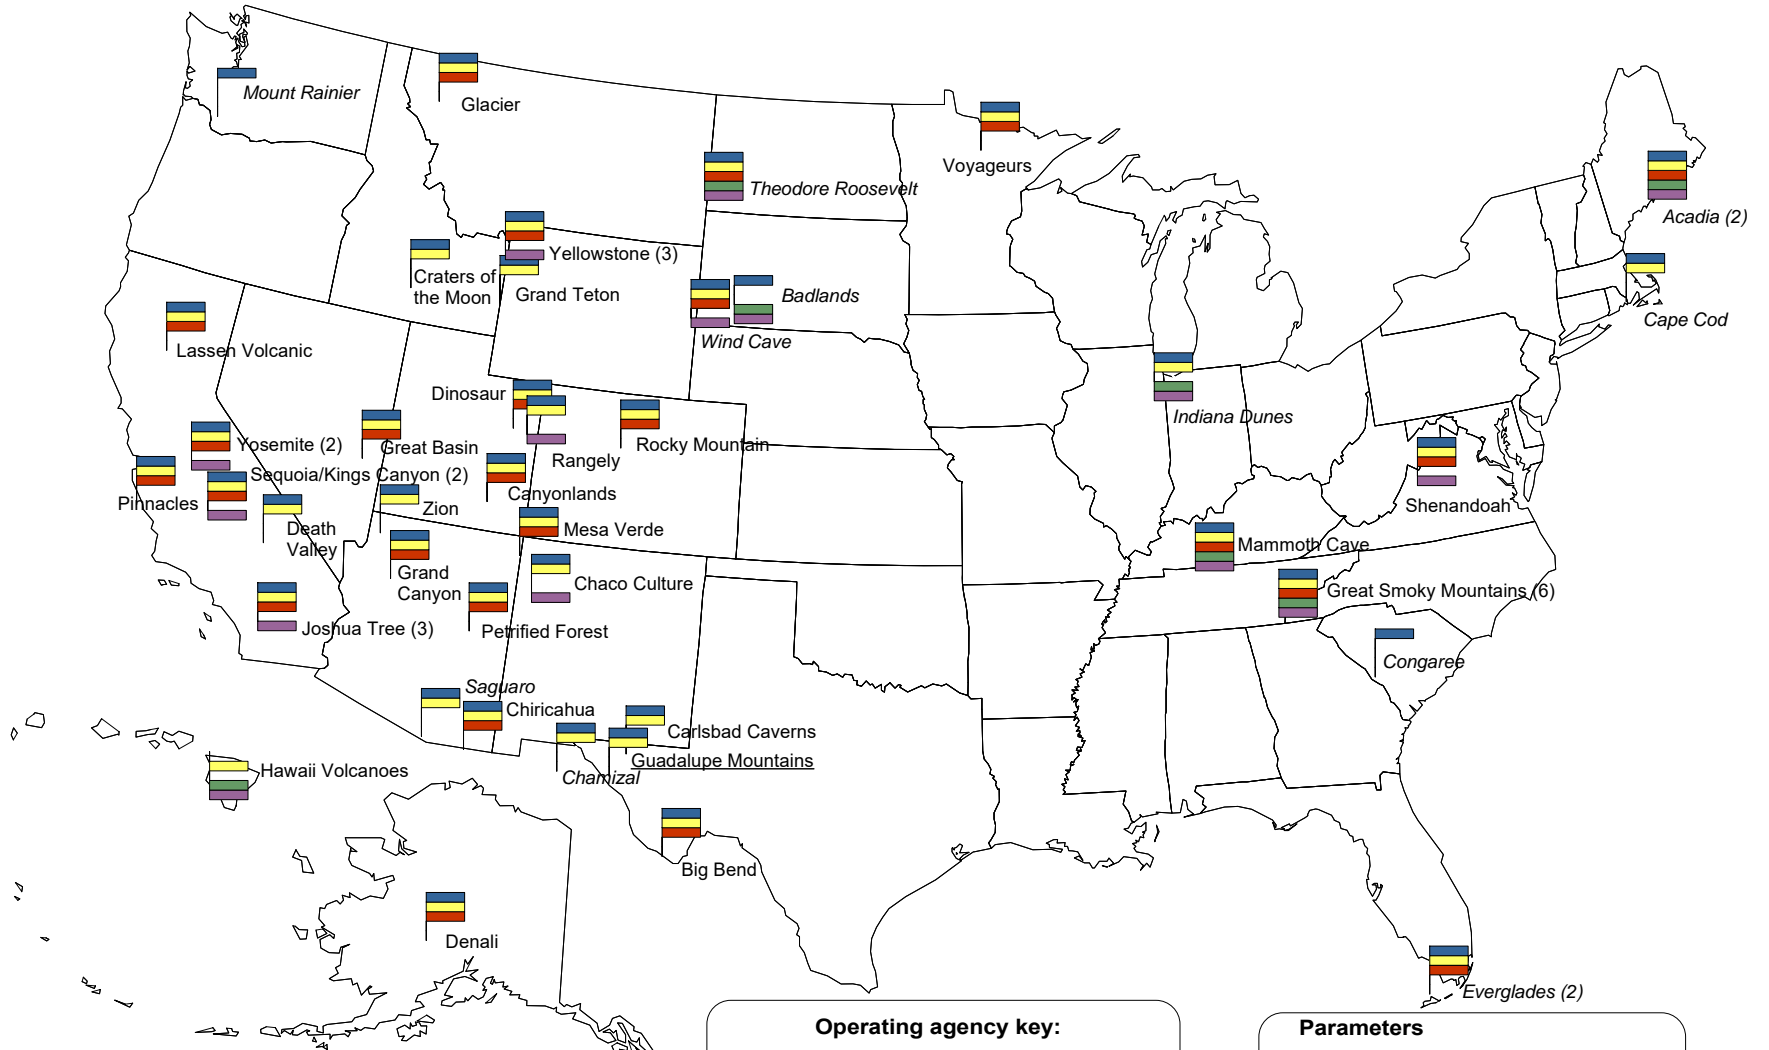 Mount Rainier
Glacier
Voyageurs
Theodore Roosevelt
Acadia (2)
Yellowstone (3)
Craters of
the Moon
Grand Teton
Badlands
Cape Cod
Wind Cave
Lassen Volcanic
Dinosaur
Indiana Dunes
Yosemite (2)
Great Basin
Rocky Mountain
Rangely
Sequoia/Kings Canyon (2)
Pinnacles
Canyonlands
Zion
Shenandoah
Death
Valley
Mesa Verde
Mammoth Cave
Grand
Canyon
Chaco Culture
Great Smoky Mountains (6)
Joshua Tree (3)
Petrified Forest
Congaree
Saguaro
Chiricahua
Carlsbad Caverns
Guadalupe Mountains
Chamizal
Hawaii Volcanoes
Big Bend
Denali
Everglades (2)
Operating agency key:
Parameters